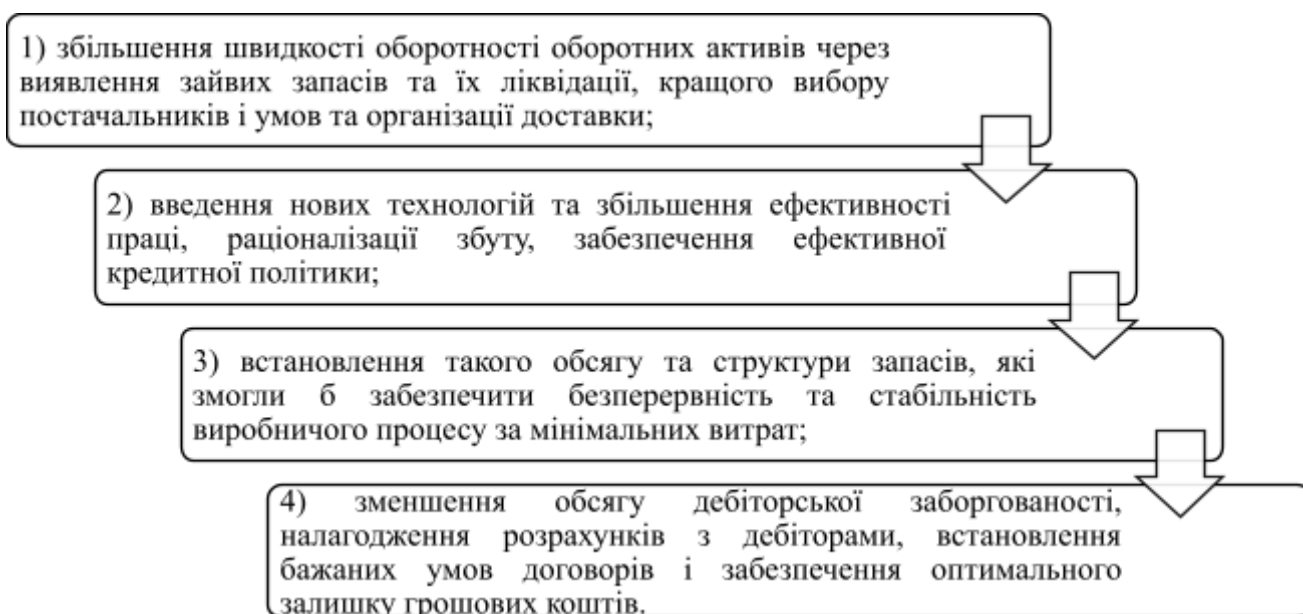 1) збільшення швидкості оборотності оборотних активів через
виявлення зайвих запасів та їх ліквідації, кращого вибору
постачальників і умов та організації доставки;
2) введення нових технологій та збільшення ефективності
праці, раціоналізації збуту, забезпечення ефективної
кредитної політики;
3) встановлення такого обсягу та структури запасів, які
змогли б забезпечити безперервність та стабільність
виробничого процесу за мінімальних витрат;
4) зменшення обсягу дебіторської заборгованості,
налагодження розрахунків з дебіторами, встановлення
бажаних умов договорів і забезпечення оптимального
залишку грошових коштів.